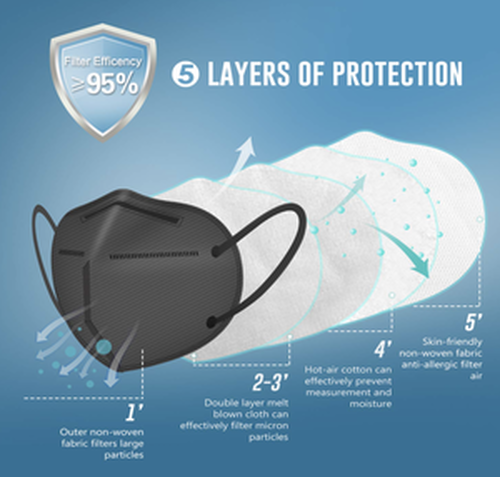 Filter Efficency
≥95%
5 LAYERS OF PROTECTION
1'
Outer non-woven
fabric filters large
particles
2-3'
Double layer melt
blown cloth can
effectively filter micron
particles
4'
Hot-air cotton can
effectively prevent
measurement and
moisture
5'
Skin-friendly
non-woven fabric
anti-allergic filter
air